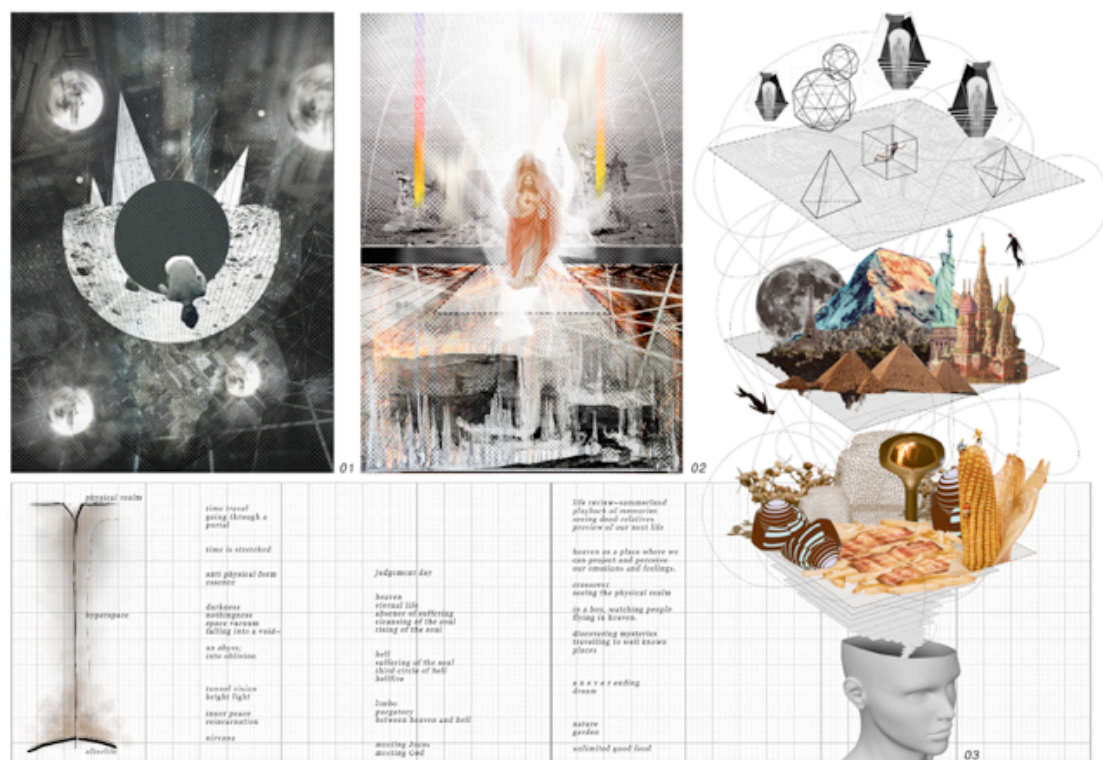 01
02
physical realm
hyperspace
afterlife
time travel
going through a
portal
time is stretched
anti physical form
essence
darkness
nothingness
space vacuum
falling into a void-
an abyss;
into oblivion
tunnel vision
bright light
inner peace
reincarnation
nirvana
judgement day
heaven
eternal life
absence of suffering
cleansing of the soul
rising of the soul
hell
suffering of the soul
third circle of hell
hellfire
limbo
purgatory
between heaven and hell
meeting Jesus
meeting God
life review-summerland
playback of memories
seeing dead relatives
preview of our next life
heaven as a place where we
can project and perceive
our emotions and feelings.
crossover
seeing the physical realm
in a box, watching people
flying in heaven.
discovering mysteries
travelling to well known
places
a n e v e r ending
dream
nature
garden
unlimited good food
03